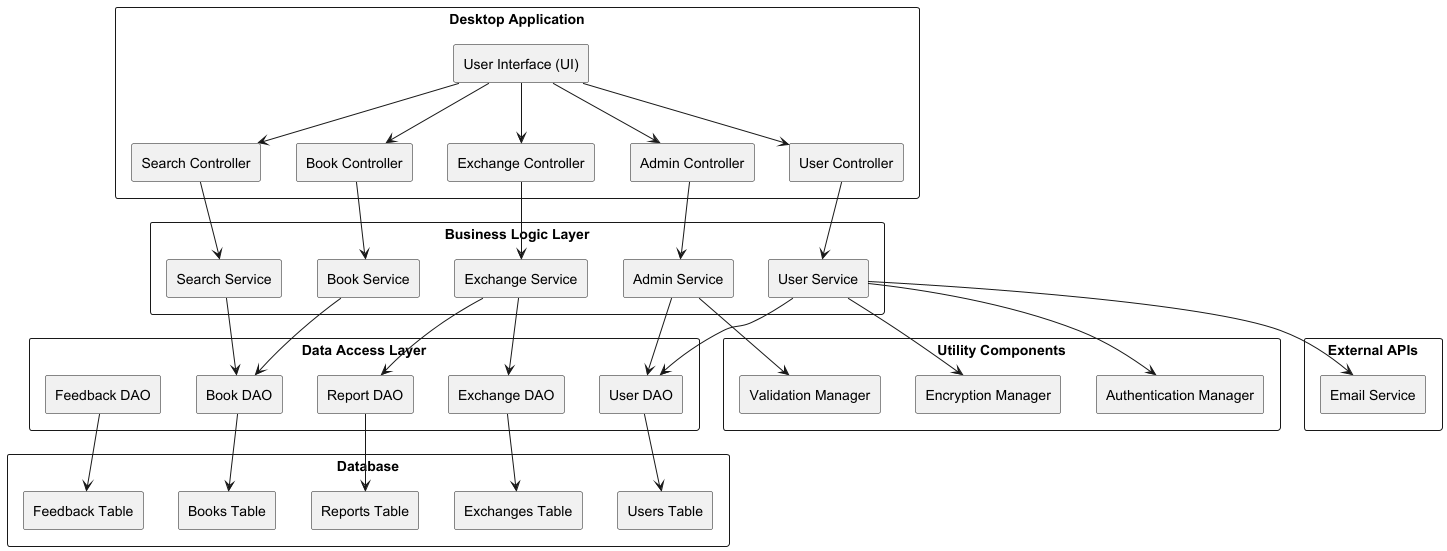 Desktop Application
User Interface (UI)
Search Controller
Book Controller
Exchange Controller
Admin Controller
User Controller
Business Logic Layer
Search Service
Book Service
Exchange Service
Admin Service
User Service
Data Access Layer
Utility Components
External APIs
Feedback DAO
Book DAO
Report DAO
Exchange DAO
User DAO
Validation Manager
Encryption Manager
Authentication Manager
Email Service
Database
Feedback Table
Books Table
Reports Table
Exchanges Table
Users Table